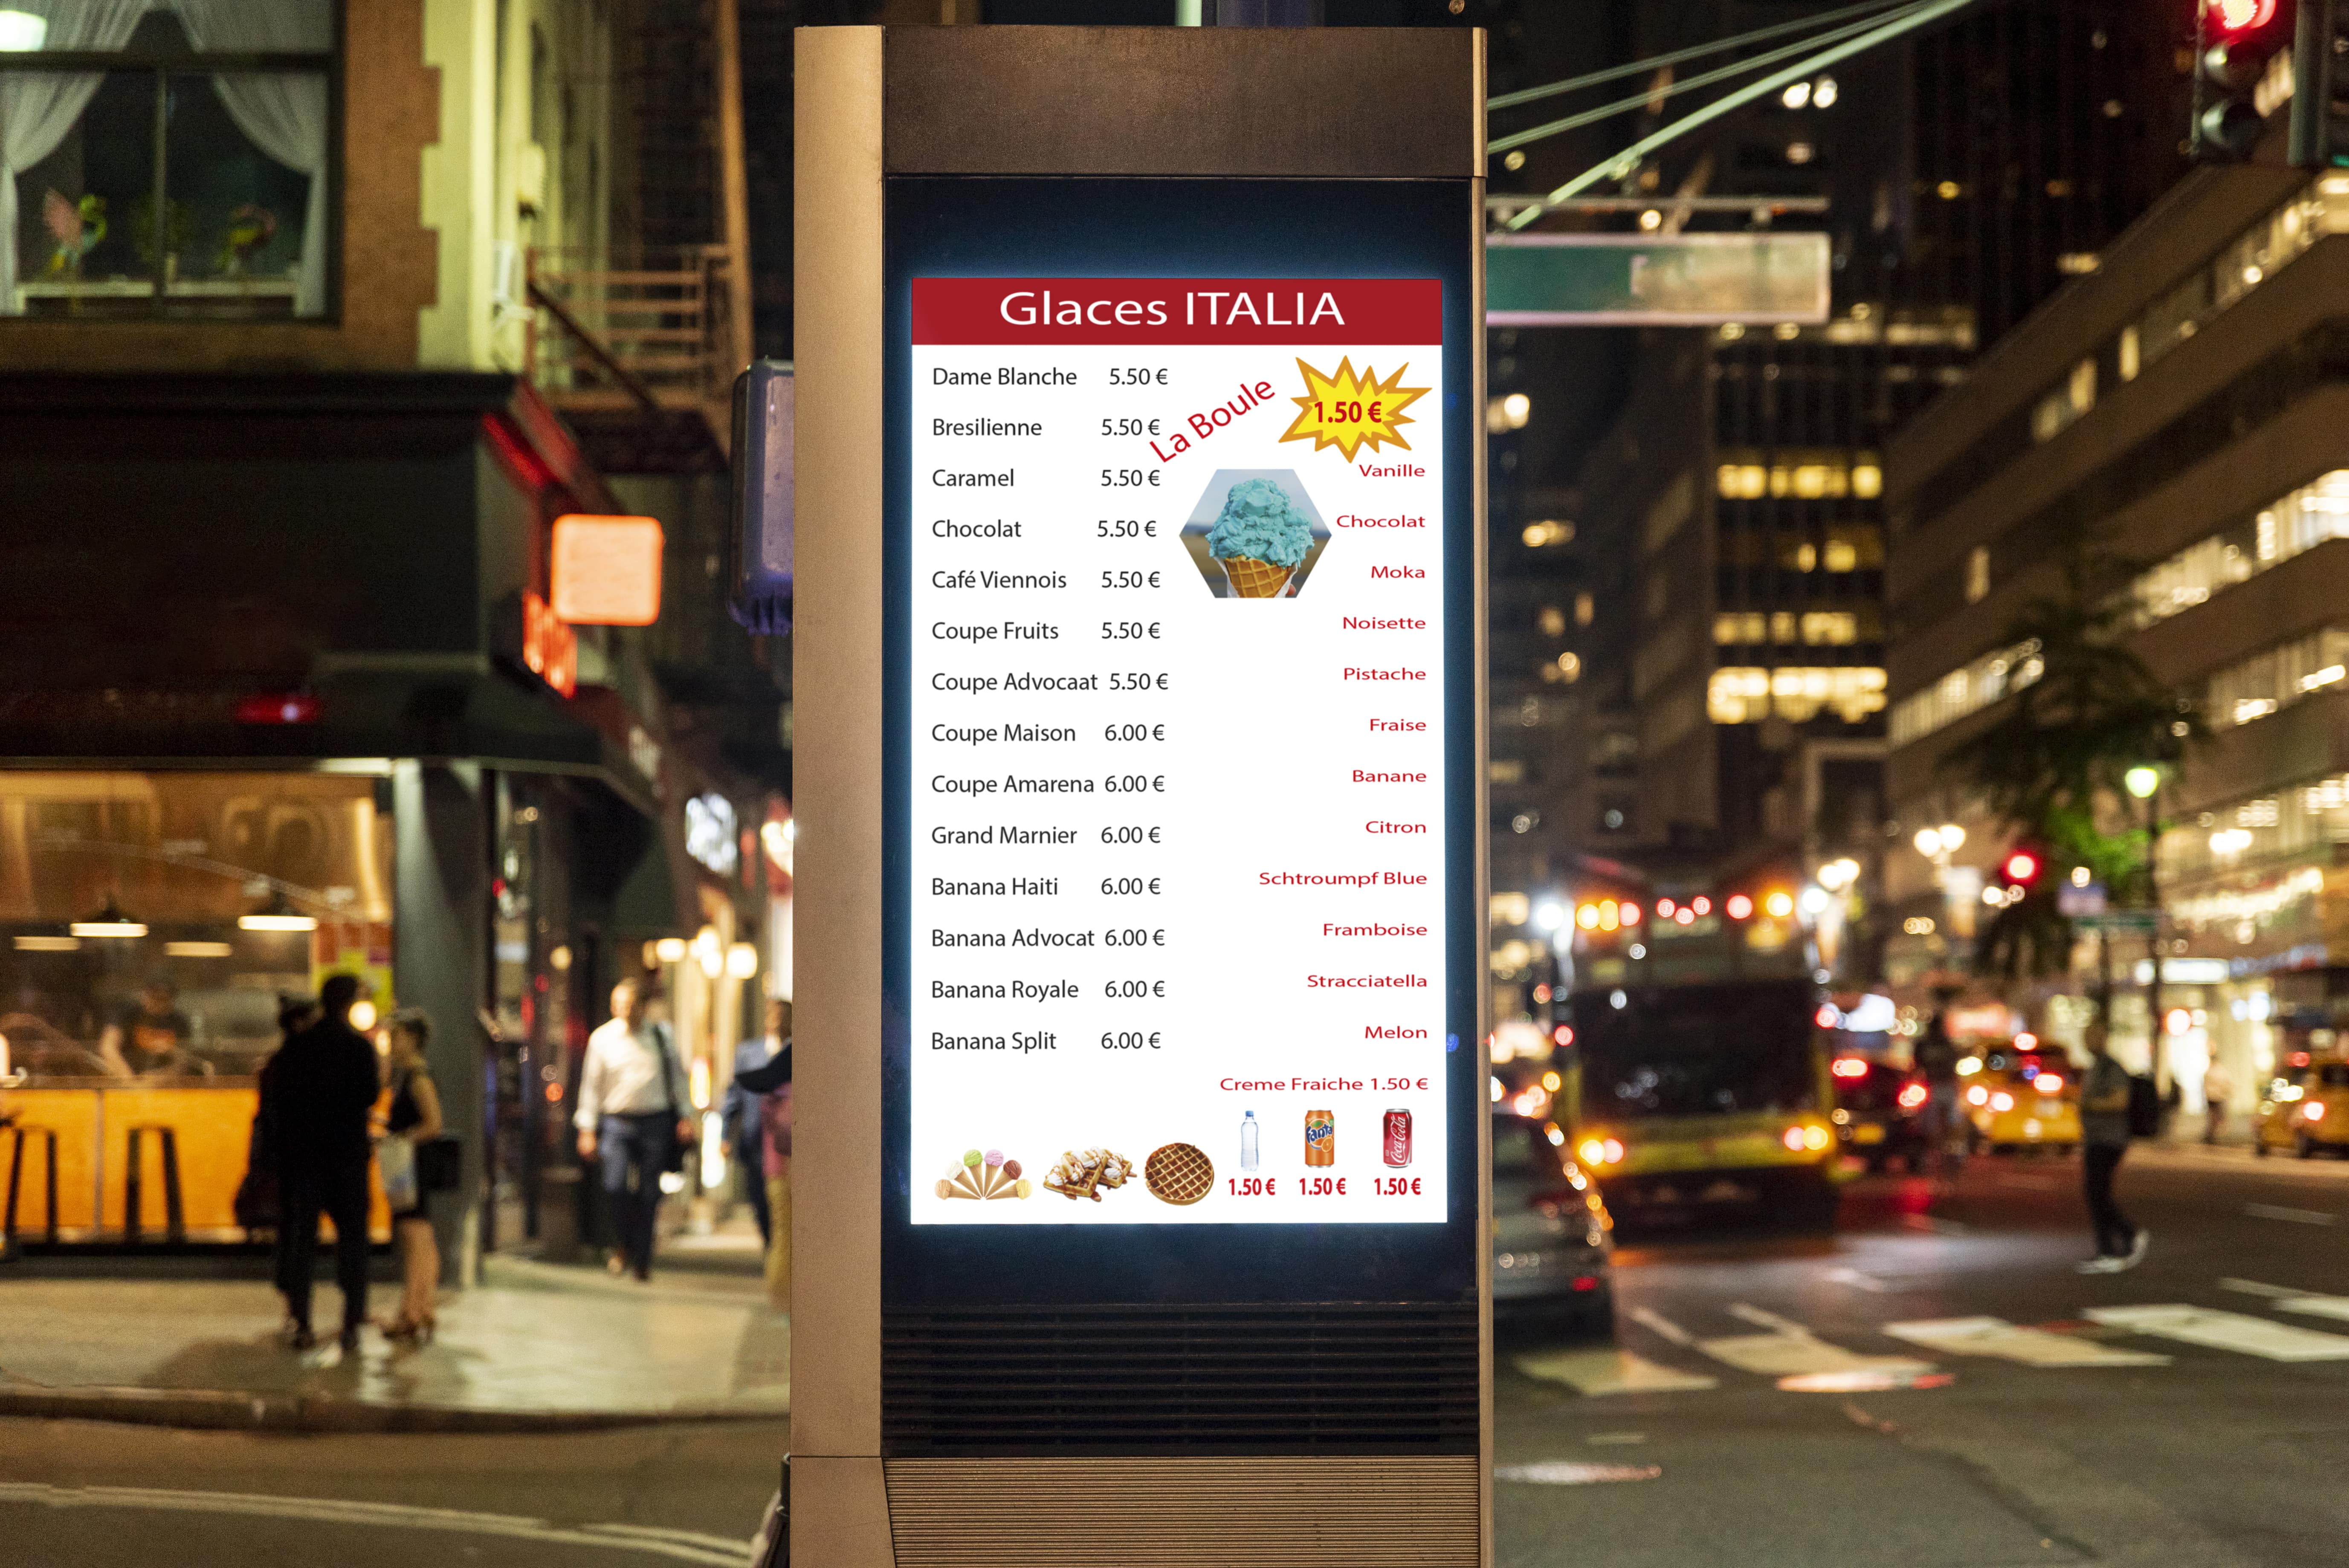 Glaces ITALIA
Dame Blanche 5.50 €
Bresilienne 5.50 €
Caramel 5.50 €
Chocolat 5.50 €
Café Viennois 5.50 €
Coupe Fruits 5.50 €
Coupe Advocaat 5.50 €
Coupe Maison 6.00 €
Coupe Amarena 6.00 €
Grand Marnier 6.00 €
Banana Haiti 6.00 €
Banana Advocat 6.00 €
Banana Royale 6.00 €
Banana Split 6.00 €
La Boule
1.50 €
Vanille
Chocolat
Moka
Noisette
Pistache
Fraise
Banane
Citron
Schtroumpf Blue
Framboise
Stracciatella
Melon
Creme Fraiche 1.50 €
Fanta
Coca-Cola
1.50 € 1.50 € 1.50 €